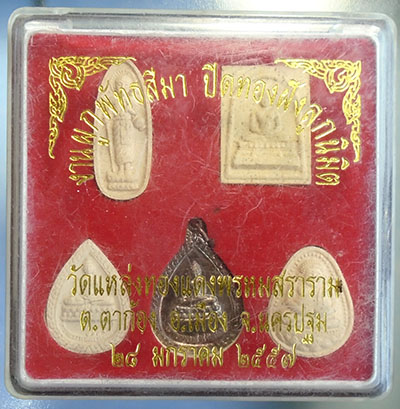 งานผูกพัทธสีมา ปิดทองฝังลูกนิมิต
วัดแหล่งทองแดงพรหมสราราม
ต.ตาก้อง อ.เมือง จ.นครปฐม
๒๔ มกราคม ๒๕๕๗